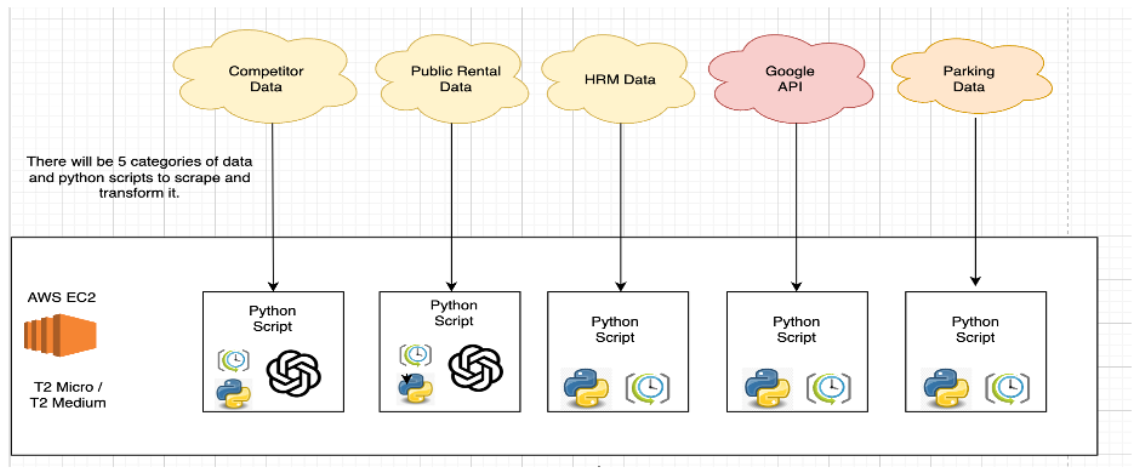 Competitor
Data
Public Rental
Data
HRM Data
Google
API
Parking
Data
There will be 5 categories of data
and python scripts to scrape and
transform it.
AWS EC2
T2 Micro /
T2 Medium
Python
Script
Python
Script
Python
Script
Python
Script
Python
Script